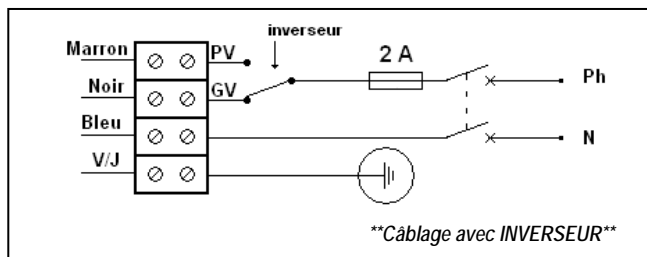 inverseur
Marron PV
2 A
Noir GV
Ph
Bleu
N
V/J
**Câblage avec INVERSEUR**